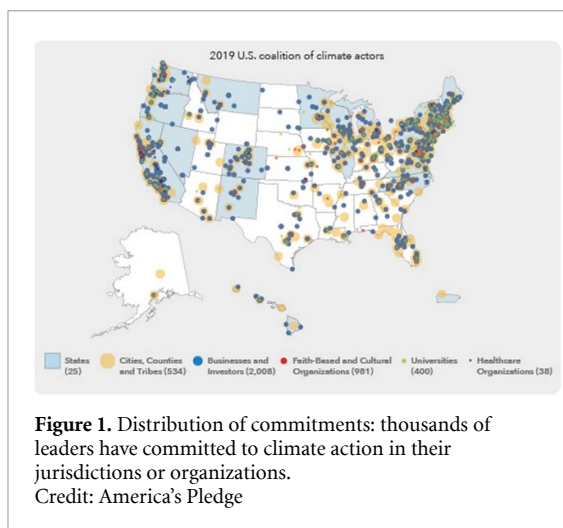 2019 U.S. coalition of climate actors
States
(25)
Cities, Counties
and Tribes (534)
Businesses and
Investors (2,008)
Faith-Based and Cultural
Organizations (981)
Universities
(400)
Healthcare
Organizations (38)
Figure 1. Distribution of commitments: thousands of
leaders have committed to climate action in their
jurisdictions or organizations.
Credit: America's Pledge